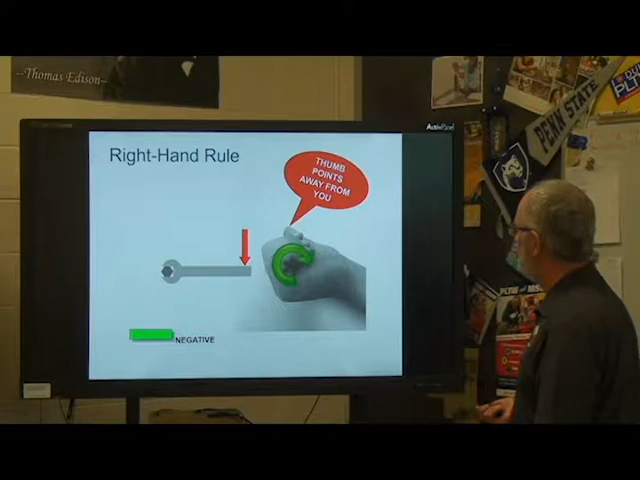 ~Thomas Edison~
ActivPanel
Right-Hand Rule
THUMB
POINTS
AWAY FROM
YOU
NEGATIVE
PENN STATE